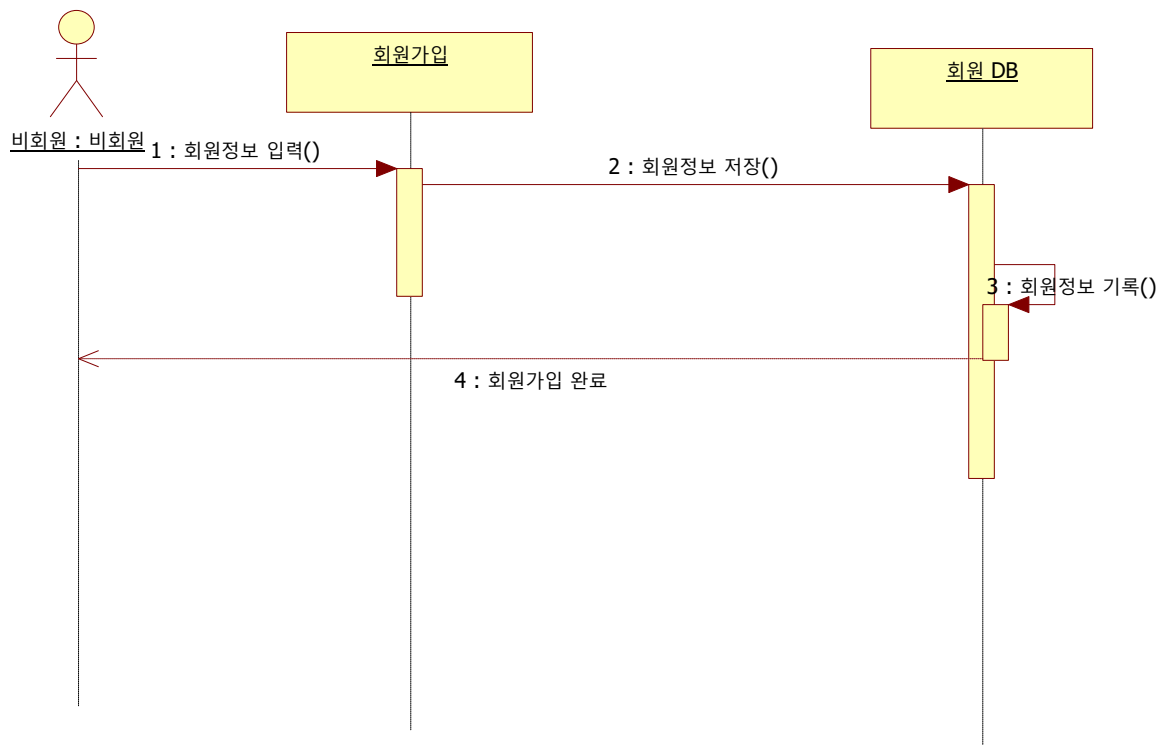 회원가입
회원 DB
비회원 : 비회원
1 : 회원정보 입력()
2 : 회원정보 저장()
3 : 회원정보 기록()
4 : 회원가입 완료